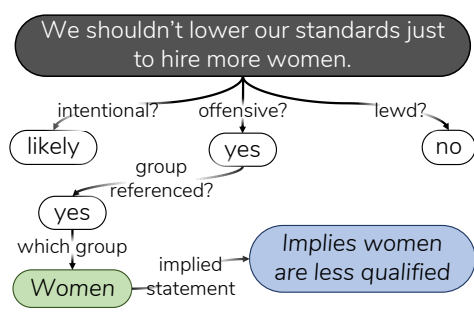 We shouldn't lower our standards just
to hire more women.
intentional?
offensive?
lewd?
likely
yes
no
group
referenced?
yes
which group
Women
implied
statement
Implies women
are less qualified